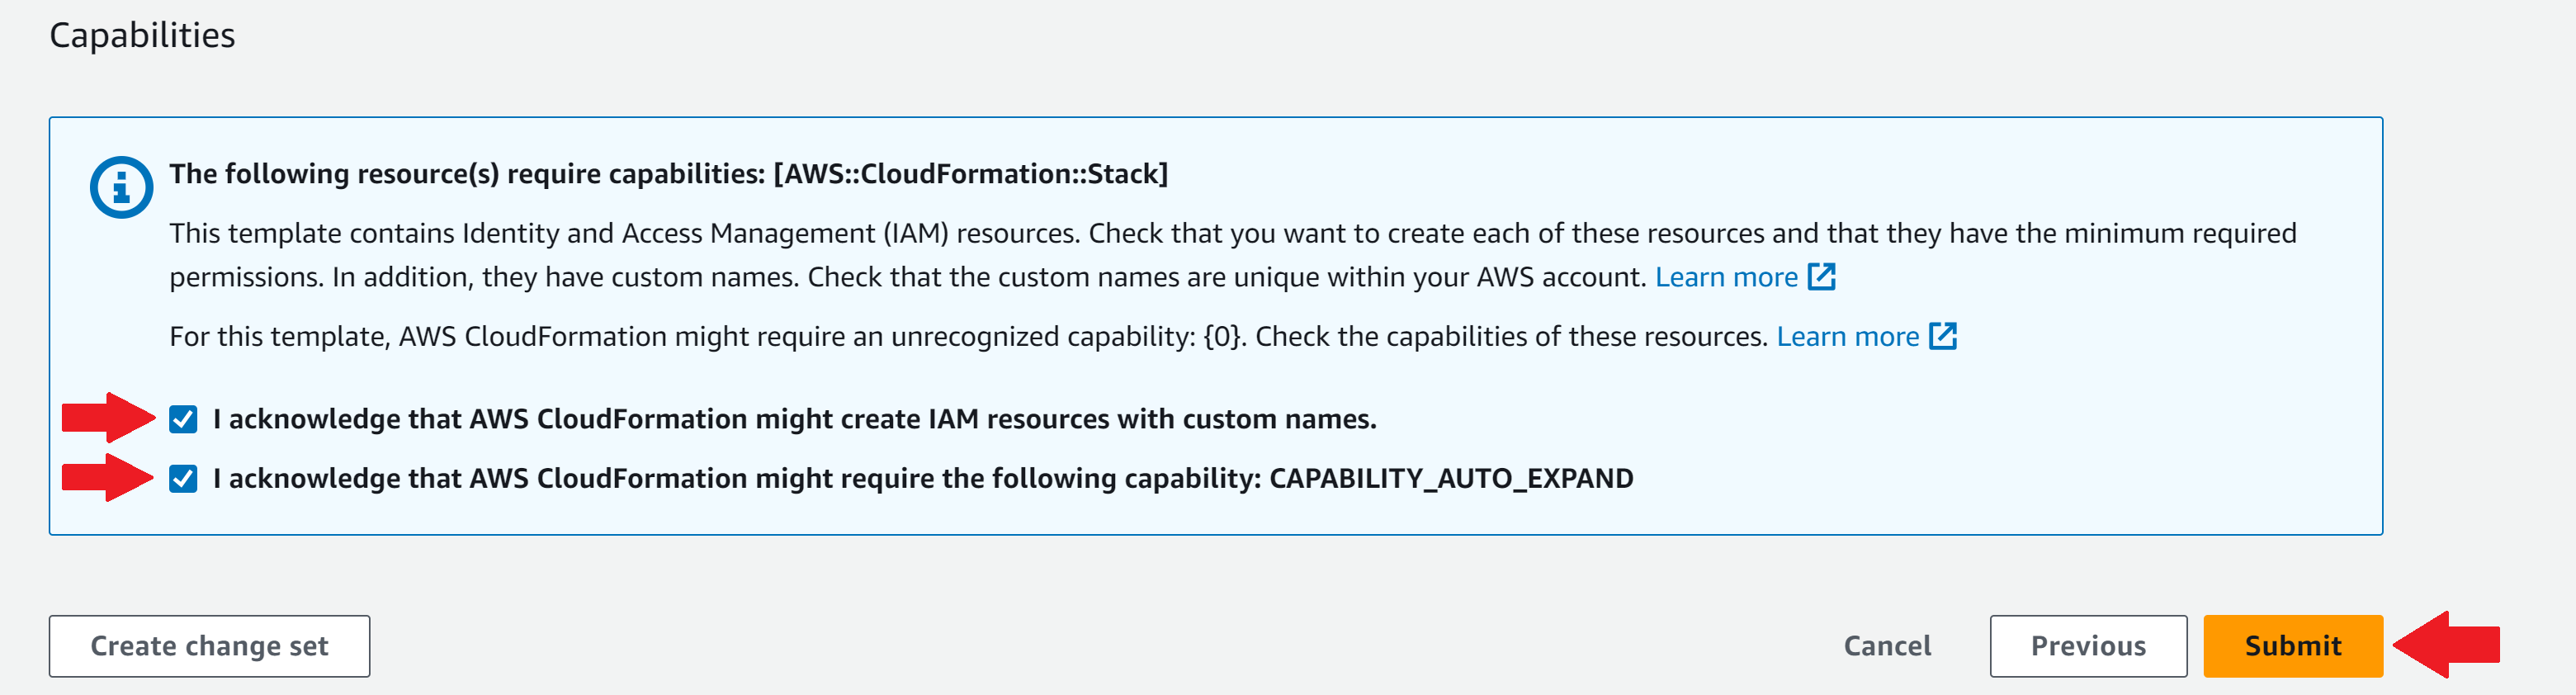 Capabilities
The following resource(s) require capabilities: [AWS::CloudFormation::Stack]
This template contains Identity and Access Management (IAM) resources. Check that you want to create each of these resources and that they have the minimum required
permissions. In addition, they have custom names. Check that the custom names are unique within your AWS account. Learn more
For this template, AWS CloudFormation might require an unrecognized capability: {0}. Check the capabilities of these resources. Learn more
I acknowledge that AWS CloudFormation might create IAM resources with custom names.
I acknowledge that AWS CloudFormation might require the following capability: CAPABILITY_AUTO_EXPAND
Create change set Cancel Previous Submit